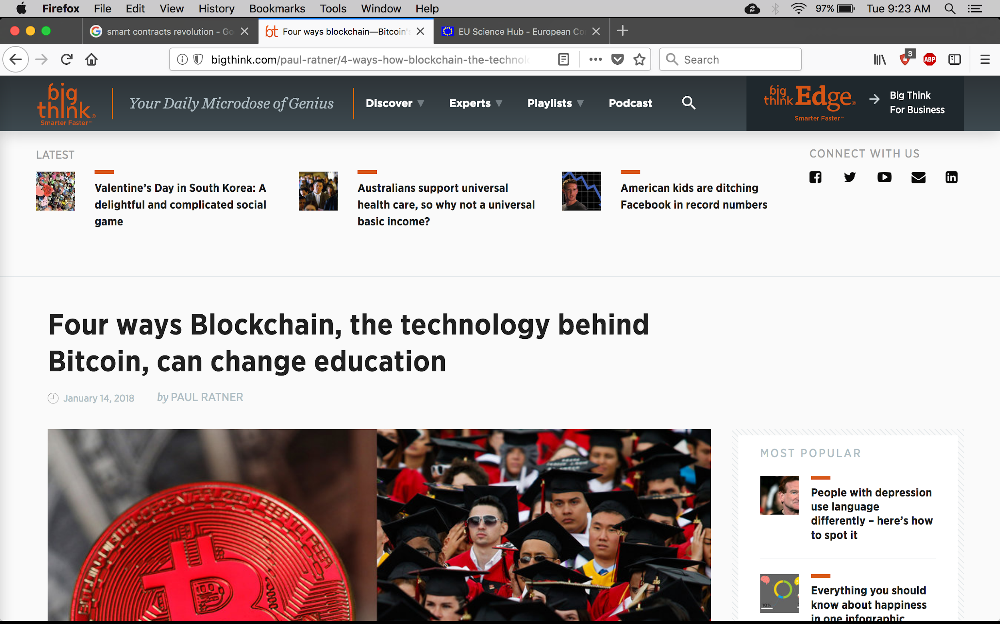 Firefox File Edit View History Bookmarks Tools Window Help 97% Tue 9:23 AM
smart contracts revolution - Go
Four ways blockchain—Bitcoin's
EU Science Hub - European Co
bigthink.com/paul-ratner/4-ways-how-blockchain-the-technolo
Search
3
ABP
big
think®
Smarter Faster™
Your Daily Microdose of Genius
Discover
Experts
Playlists
Podcast
big think Edge®
Smarter Faster™
Big Think
For Business
LATEST
Valentine’s Day in South Korea: A
delightful and complicated social
game
Australians support universal
health care, so why not a universal
basic income?
American kids are ditching
Facebook in record numbers
CONNECT WITH US
Four ways Blockchain, the technology behind
Bitcoin, can change education
January 14, 2018 by PAUL RATNER
DECENTRALIZED PEER TO PEER
MOST POPULAR
People with depression
use language
differently – here’s how
to spot it
10%
Everything you should
know about happiness
in one infographic